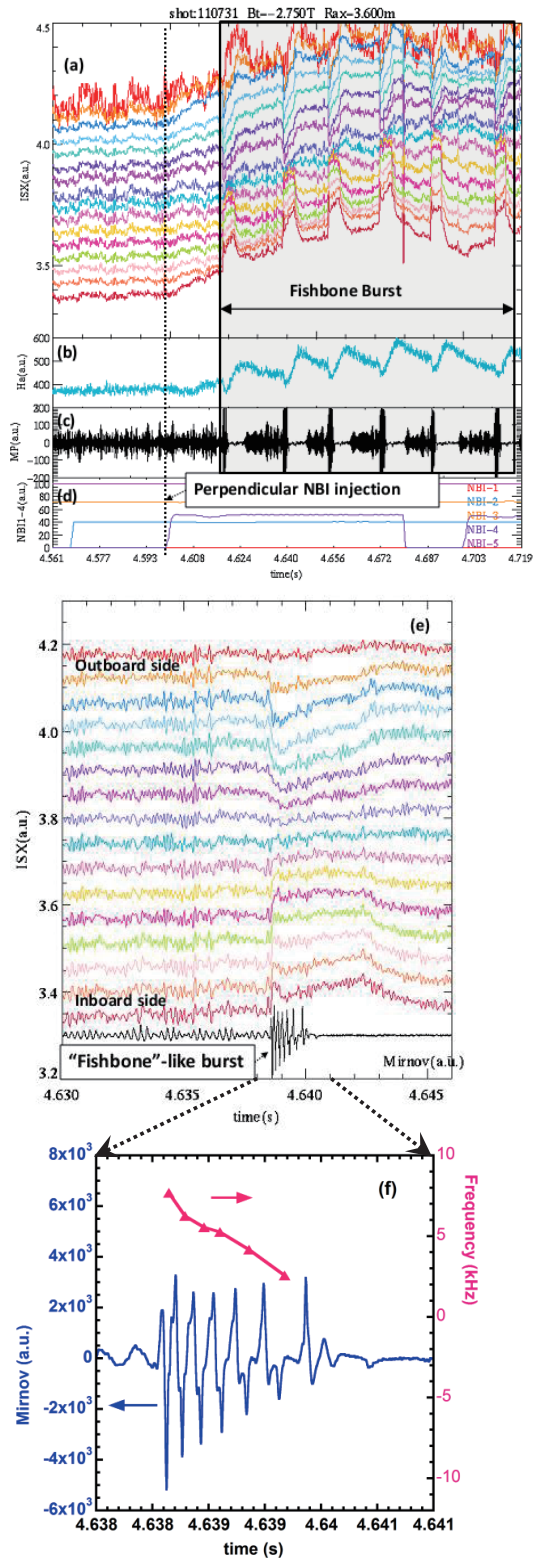 shot:110731 Bt=-2.750T Rax=3.600m
4.5
(a)
4.0
ISX(a.u.)
3.5
Fishbone Burst
600
(b)
500
Ha(a.u.)
400
300
200
(c)
100
MP(a.u.)
0
-100
-200
100
NBI-1
80
Perpendicular NBI injection
NBI-2
(d)
60
NBI-3
NBI1-4(a.u.)
40
NBI-4
20
NBI-5
0
4.561 4.577 4.593 4.608 4.624 4.640 4.656 4.672 4.687 4.703 4.719
time(s)
(e)
4.2
Outboard side
4.0
ISX(a.u.)
3.8
3.6
3.4
Inboard side
"Fishbone"-like burst
Mirnov(a.u.)
3.2
4.630 4.635 4.640 4.645
time(s)
8x10³ 10
(f)
6x10³
Frequency (kHz)
5
4x10³
2x10³
0
Mirnov (a.u.)
0
-2x10³
-5
-4x10³
-10
-6x10³
4.638 4.638 4.639 4.639 4.64 4.641 4.641
time (s)